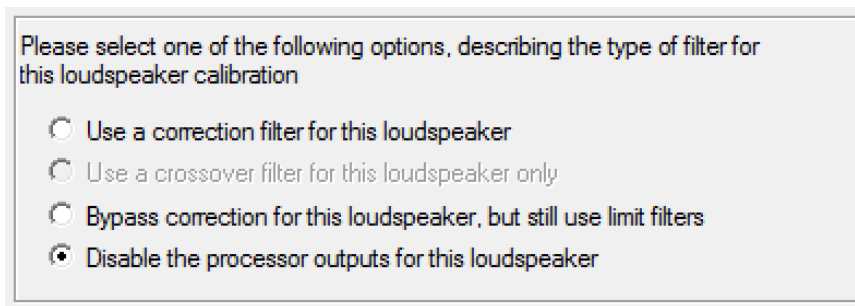 Please select one of the following options, describing the type of filter for
this loudspeaker calibration
Use a correction filter for this loudspeaker
Use a crossover filter for this loudspeaker only
Bypass correction for this loudspeaker, but still use limit filters
Disable the processor outputs for this loudspeaker